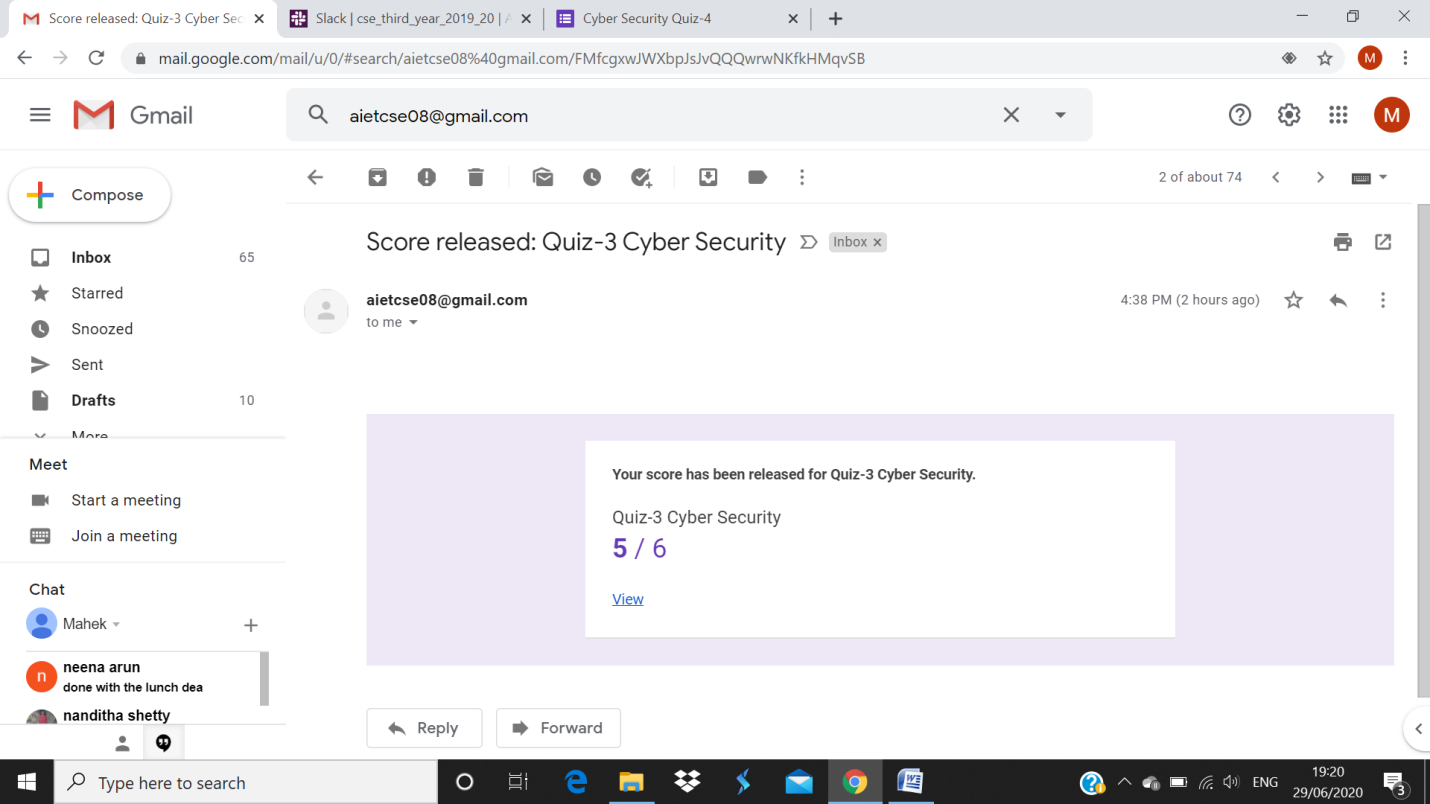 Score released: Quiz-3 Cyber Sec
Slack | cse_third_year_2019_20 | A
Cyber Security Quiz-4
mail.google.com/mail/u/0/#search/aietcse08%40gmail.com/FMfcgxwJWXbpJsJvQQQwrwNKfkHMqvSB
M
Gmail
aietcse08@gmail.com
M
Compose
2 of about 74
Score released: Quiz-3 Cyber Security
Inbox
Inbox 65
Starred
Snoozed
Sent
Drafts 10
More
aietcse08@gmail.com
4:38 PM (2 hours ago)
to me
Your score has been released for Quiz-3 Cyber Security.
Quiz-3 Cyber Security
5 / 6
View
Meet
Start a meeting
Join a meeting
Chat
Mahek
n
neena arun
done with the lunch dea
nanditha shetty
Reply
Forward
Type here to search
ENG
19:20
29/06/2020
3